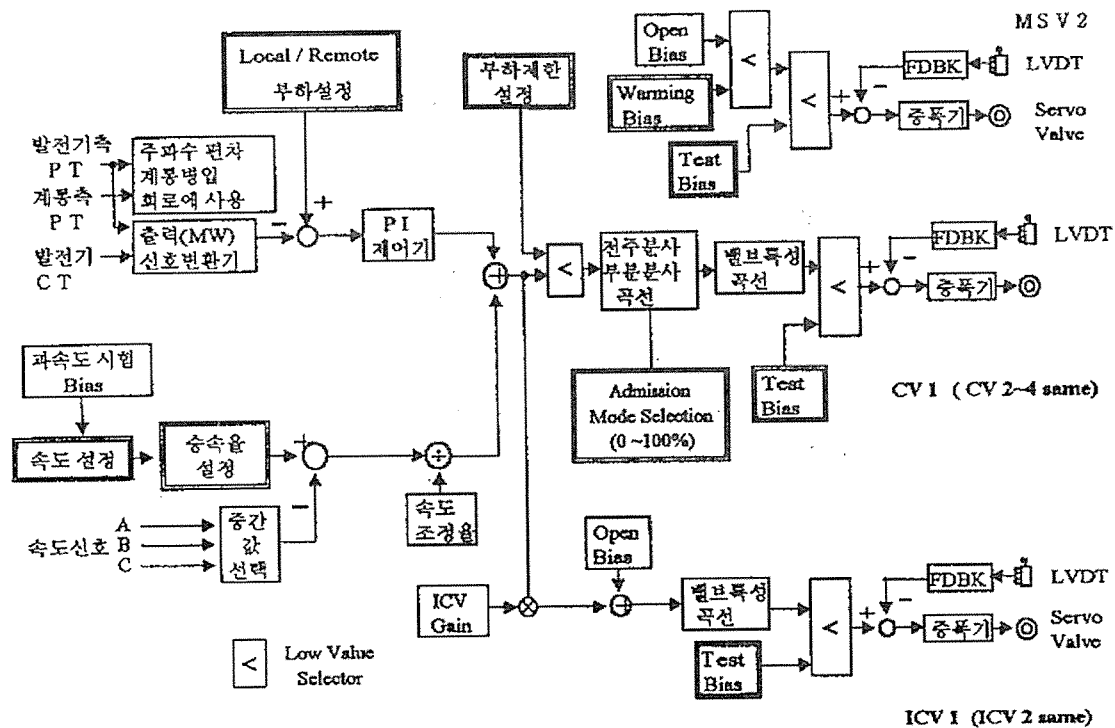 Local / Remote
부하설정
부하제한
설정
Open
Bias
Warming
Bias
Test
Bias
<
<
M S V 2
FDBK
LVDT
+
−
증폭기
Servo
Valve
발전기측
P T
계통측
P T
발전기
C T
주파수 편차
계통병입
회로에 사용
출력(MW)
신호변환기
−
+
P I
제어기
+
<
전주분사
부분분사
곡선
밸브특성
곡선
<
Test
Bias
FDBK
LVDT
+
−
증폭기
CV 1 ( CV 2~4 same)
Admission
Mode Selection
(0 ~100%)
과속도 시험
Bias
속도 설정
승속율
설정
+
−
÷
속도
조정율
속도신호
A
B
C
중간
값
선택
ICV
Gain
Open
Bias
+
밸브특성
곡선
<
Test
Bias
FDBK
LVDT
+
−
증폭기
Servo
Valve
<
Low Value
Selector
ICV 1 (ICV 2 same)